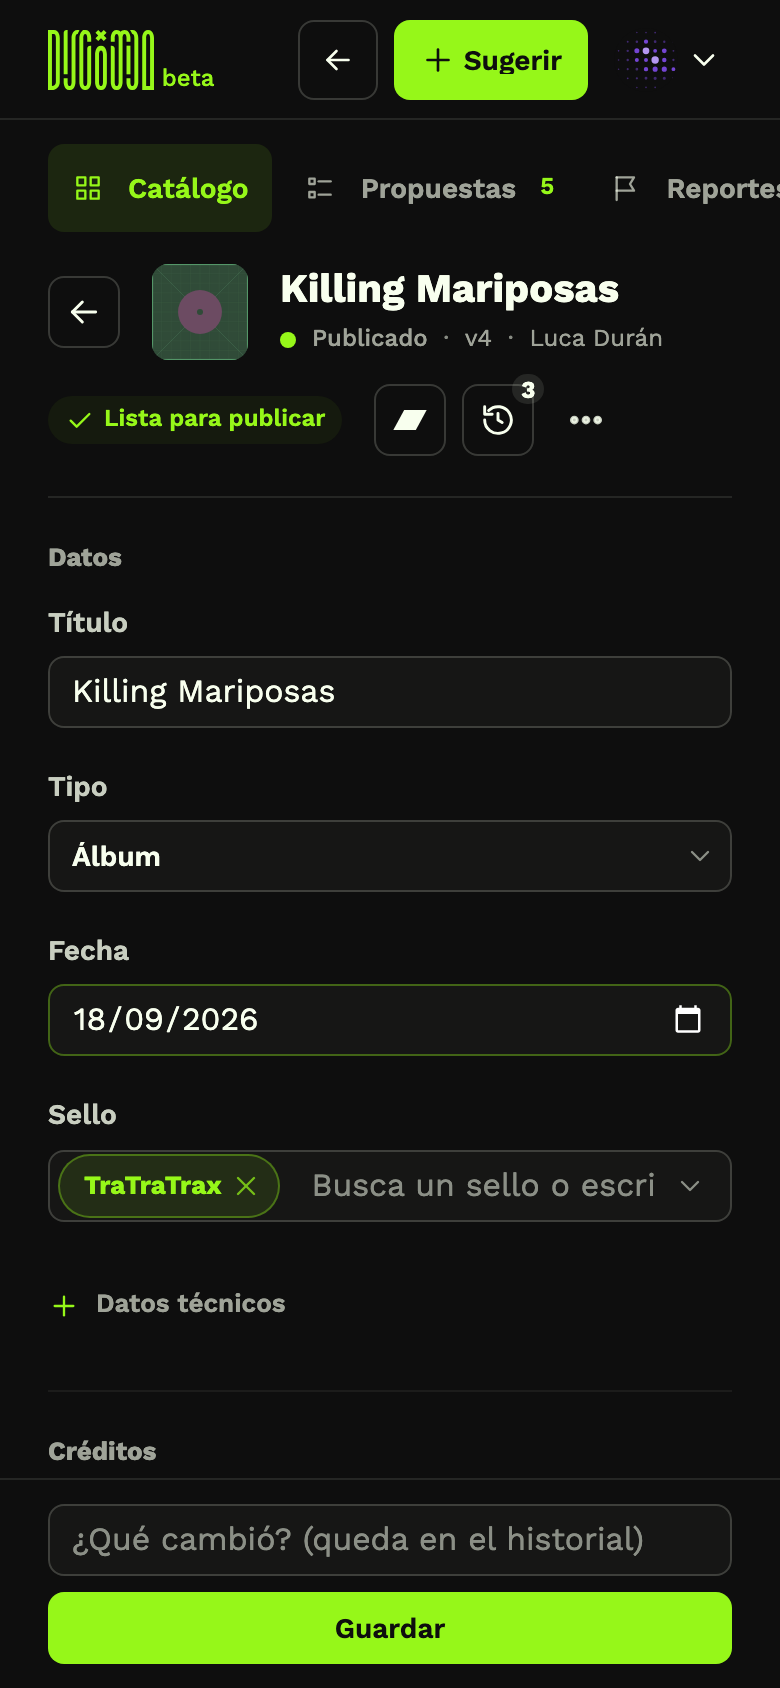 beta
Sugerir
Catálogo
Propuestas 5
Reportes
Killing Mariposas
Publicado · v4 · Luca Durán
Lista para publicar
3
Datos
Título
Killing Mariposas
Tipo
Álbum
Fecha
18/09/2026
Sello
TraTraTrax
Busca un sello o escri
Datos técnicos
Créditos
¿Qué cambió? (queda en el historial)
Guardar